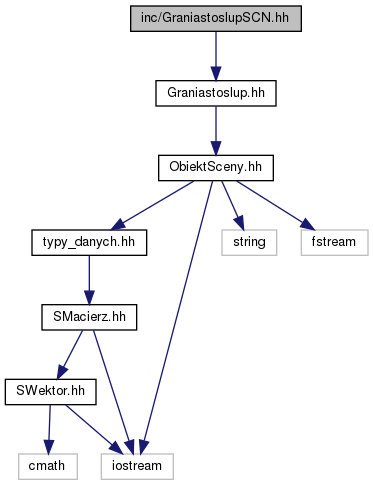 inc/GraniastoslupSCN.hh
Graniastoslup.hh
ObiektSceny.hh
typy_danych.hh
string
fstream
SMacierz.hh
SWektor.hh
cmath
iostream